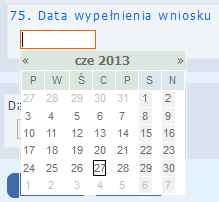 75. Data wypełnienia wniosku
« cze 2013 »
P W Ś C P S N
27 28 29 30 31 1 2
3 4 5 6 7 8 9
10 11 12 13 14 15 16
17 18 19 20 21 22 23
24 25 26 27 28 29 30
1 2 3 4 5 6 7